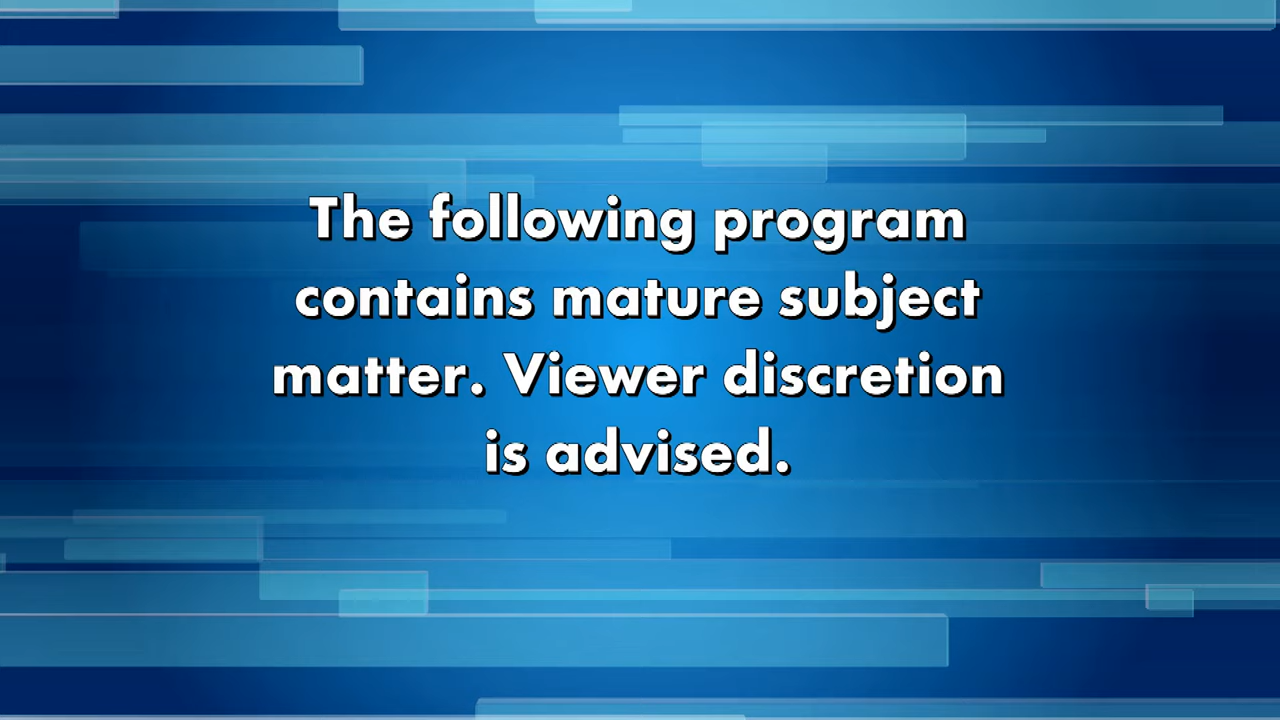 The following program
contains mature subject
matter. Viewer discretion
is advised.